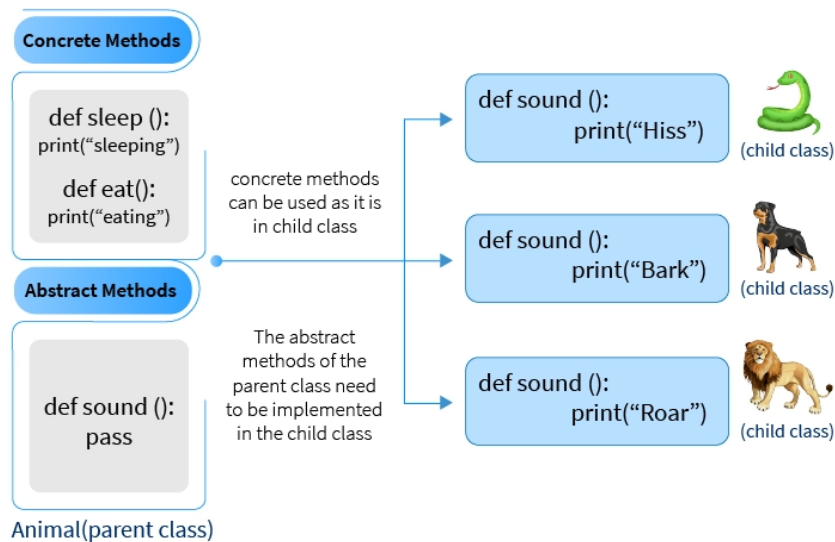 Concrete Methods
def sleep ():
print(“sleeping”)
def eat():
print(“eating”)
Abstract Methods
def sound ():
pass
Animal(parent class)
concrete methods
can be used as it is
in child class
The abstract
methods of the
parent class need
to be implemented
in the child class
def sound ():
print(“Hiss”)
(child class)
def sound ():
print(“Bark”)
(child class)
def sound ():
print(“Roar”)
(child class)